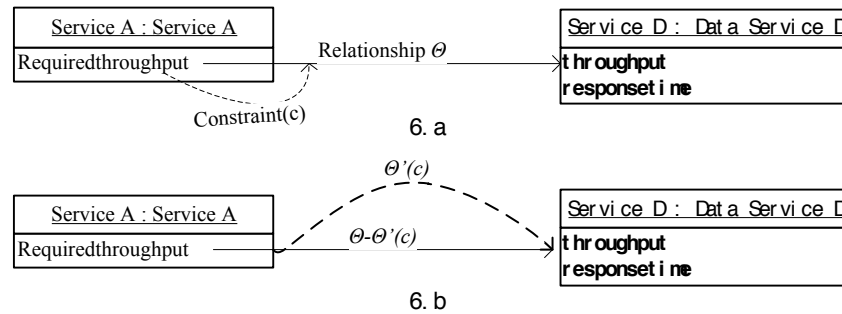 Service A : Service A
Requiredthroughput
Relationship Θ
Constraint(c)
Service D : Data Service D
throughput
responsetime
6. a
Θ'(c)
Service A : Service A
Requiredthroughput
Θ-Θ'(c)
Service D : Data Service D
throughput
responsetime
6. b